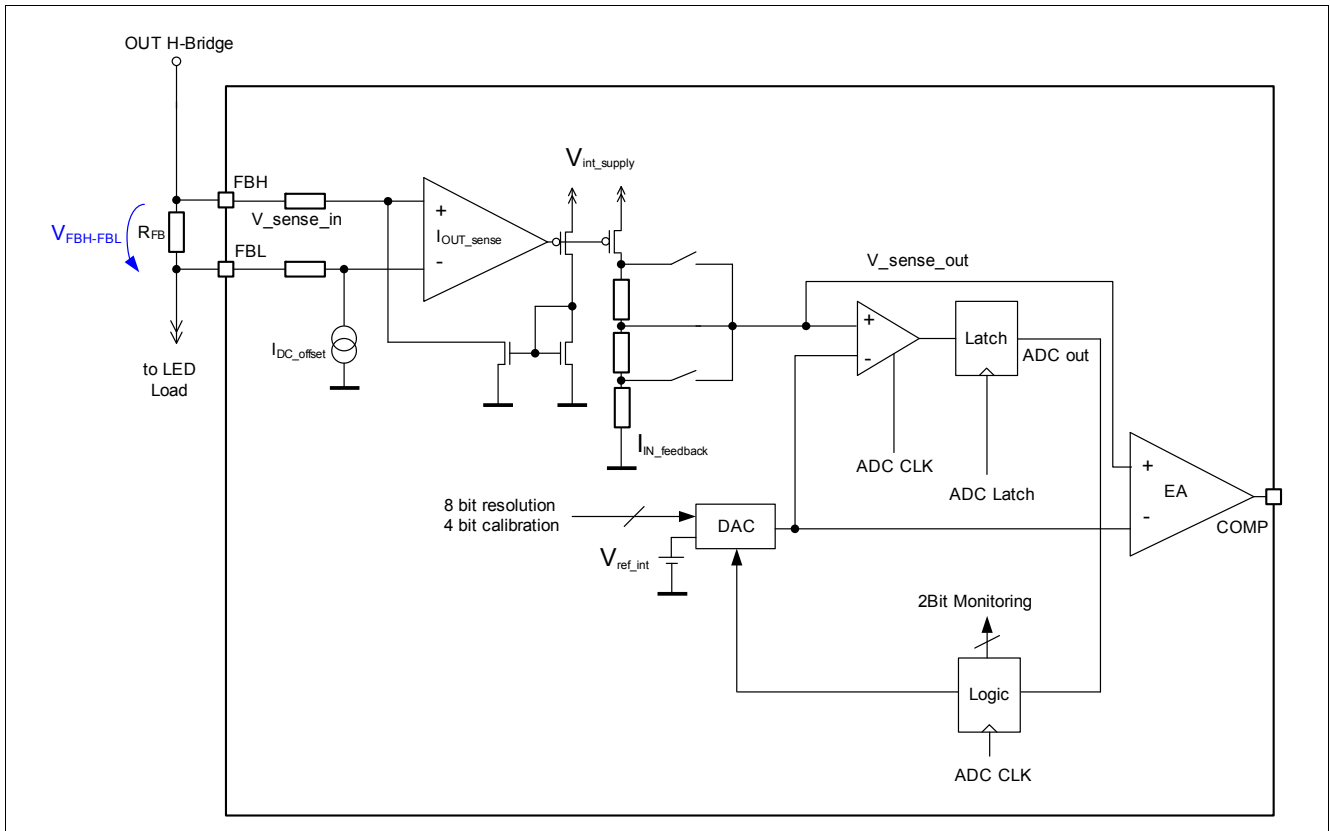 OUT H-Bridge
V_int_supply
FBH
V_sense_in
+
I_OUT_sense
-
V_FBH-FBL
R_FB
FBL
V_sense_out
I_DC_offset
+
-
Latch
ADC out
to LED
Load
I_IN_feedback
ADC CLK
ADC Latch
+
EA
-
COMP
8 bit resolution
4 bit calibration
DAC
V_ref_int
2Bit Monitoring
Logic
ADC CLK